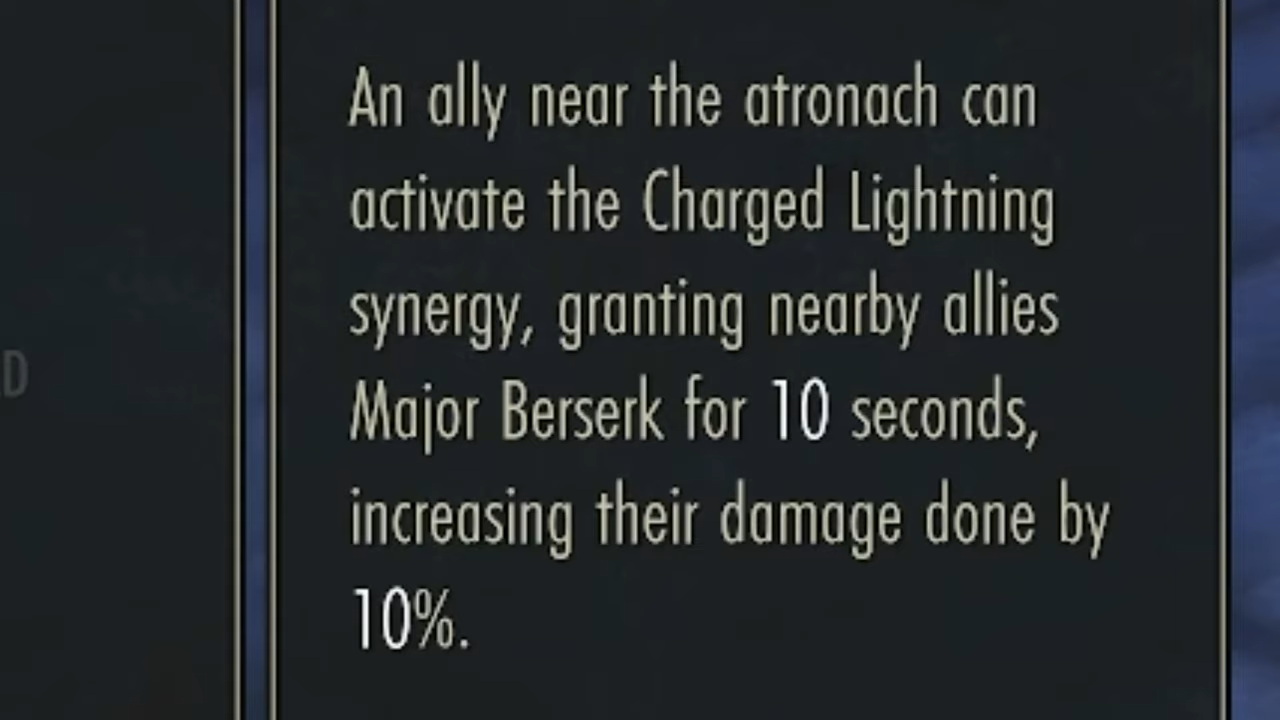 An ally near the atronach can
activate the Charged Lightning
synergy, granting nearby allies
Major Berserk for 10 seconds,
increasing their damage done by
10%.
D